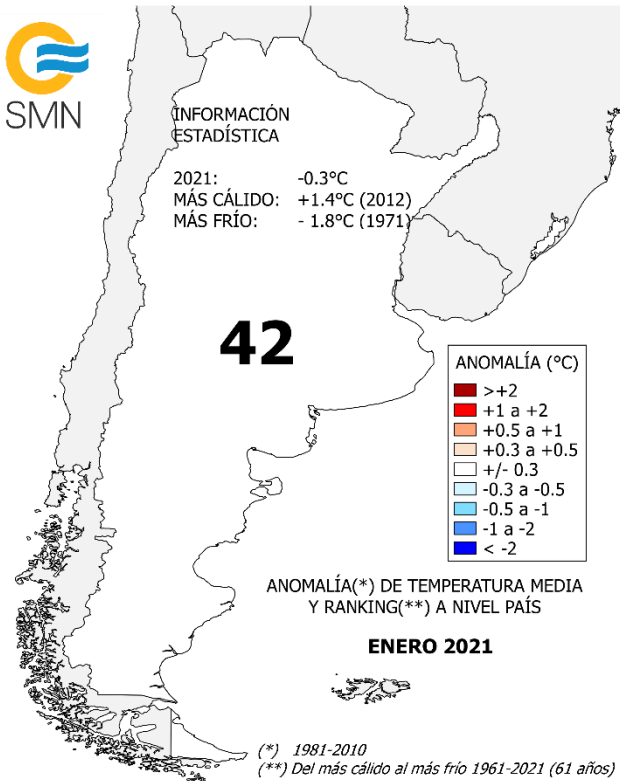 SMN
INFORMACIÓN
ESTADÍSTICA
2021: -0.3°C
MÁS CÁLIDO: +1.4°C (2012)
MÁS FRÍO: - 1.8°C (1971)
42
ANOMALÍA (°C)
>+2
+1 a +2
+0.5 a +1
+0.3 a +0.5
+/- 0.3
-0.3 a -0.5
-0.5 a -1
-1 a -2
< -2
ANOMALÍA(*) DE TEMPERATURA MEDIA
Y RANKING(**) A NIVEL PAÍS
ENERO 2021
(*) 1981-2010
(**) Del más cálido al más frío 1961-2021 (61 años)